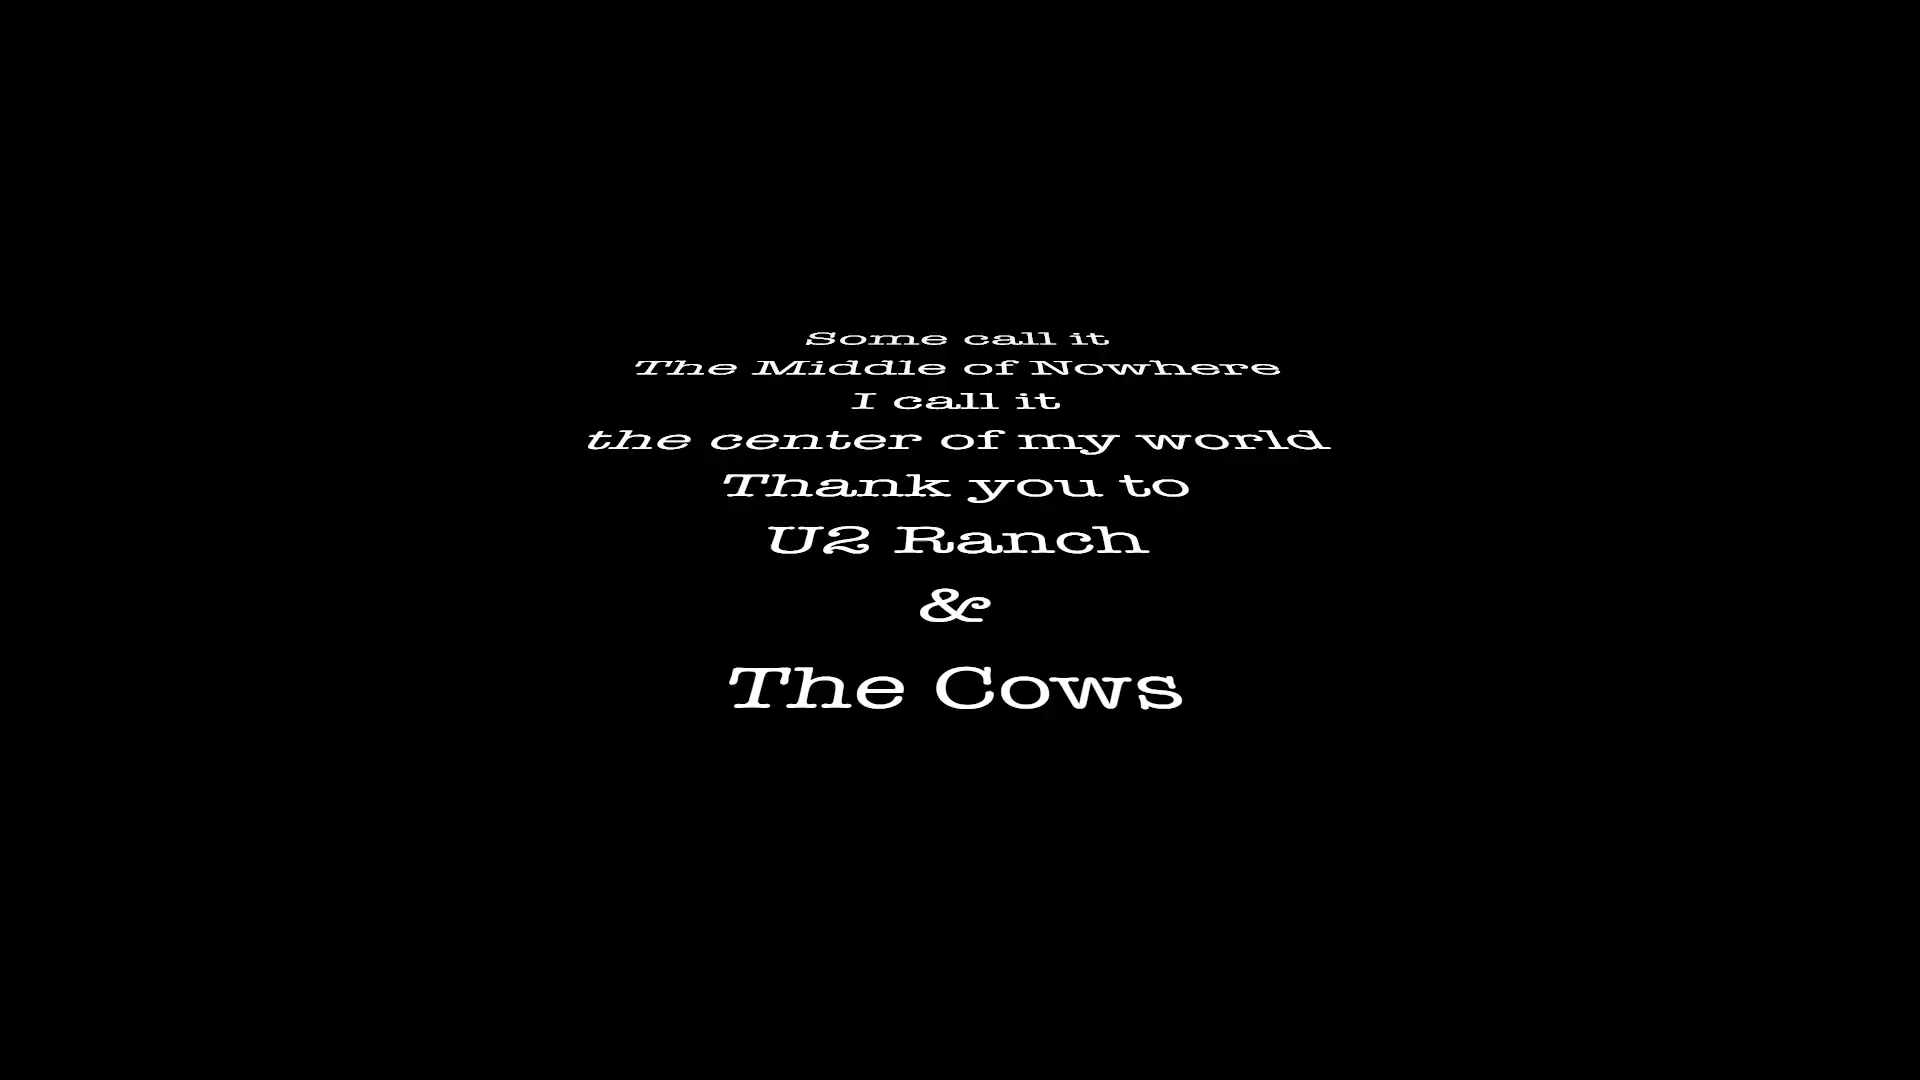 Some call it
The Middle of Nowhere
I call it
the center of my world
Thank you to
U2 Ranch
&
The Cows